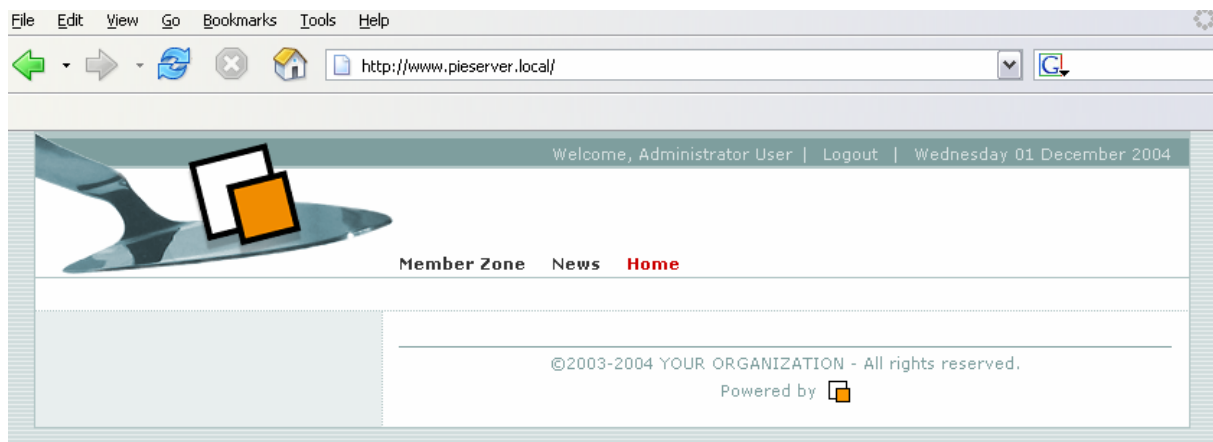 File Edit View Go Bookmarks Tools Help
http://www.pieserver.local/ G
Welcome, Administrator User | Logout | Wednesday 01 December 2004
Member Zone News Home
©2003-2004 YOUR ORGANIZATION - All rights reserved.
Powered by